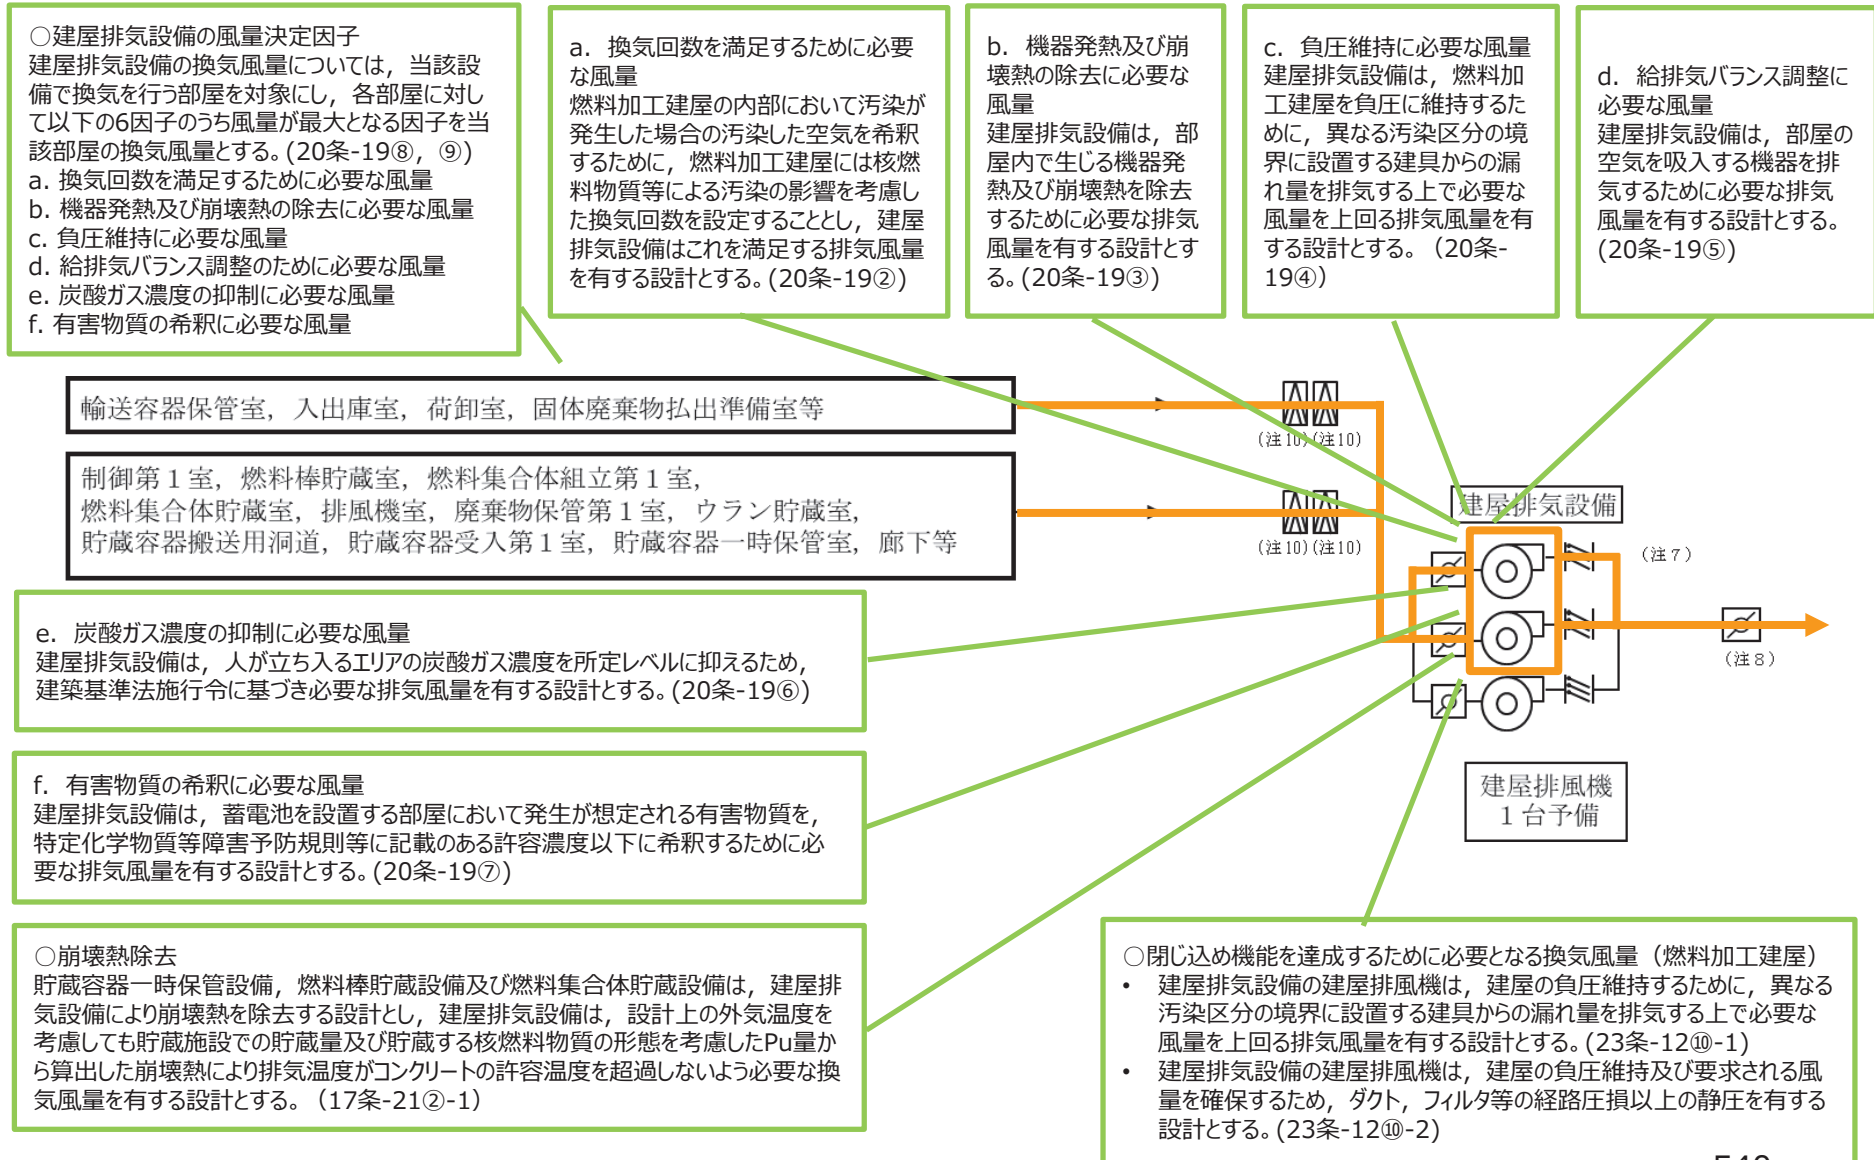 ○建屋排気設備の風量決定因子
建屋排気設備の換気風量については，当該設
備で換気を行う部屋を対象にし，各部屋に対し
て以下の6因子のうち風量が最大となる因子を当
該部屋の換気風量とする。(20条-19⑧，⑨)
a. 換気回数を満足するために必要な風量
b. 機器発熱及び崩壊熱の除去に必要な風量
c. 負圧維持に必要な風量
d. 給排気バランス調整のために必要な風量
e. 炭酸ガス濃度の抑制に必要な風量
f. 有害物質の希釈に必要な風量
a. 換気回数を満足するために必要
な風量
燃料加工建屋の内部において汚染が
発生した場合の汚染した空気を希釈
するために，燃料加工建屋には核燃
料物質等による汚染の影響を考慮し
た換気回数を設定することとし，建屋
排気設備はこれを満足する排気風量
を有する設計とする。(20条-19②)
b. 機器発熱及び崩
壊熱の除去に必要な
風量
建屋排気設備は，部
屋内で生じる機器発
熱及び崩壊熱を除去
するために必要な排気
風量を有する設計とす
る。(20条-19③)
c. 負圧維持に必要な風量
建屋排気設備は，燃料加
工建屋を負圧に維持するた
めに，異なる汚染区分の境
界に設置する建具からの漏
れ量を排気する上で必要な
風量を上回る排気風量を有
する設計とする。（20条-
19④）
d. 給排気バランス調整に
必要な風量
建屋排気設備は，部屋の
空気を吸入する機器を排
気するために必要な排気
風量を有する設計とする。
(20条-19⑤)
輸送容器保管室，入出庫室，荷卸室，固体廃棄物払出準備室等
(注10)(注10)
制御第１室，燃料棒貯蔵室，燃料集合体組立第１室，
燃料集合体貯蔵室，排風機室，廃棄物保管第１室，ウラン貯蔵室，
貯蔵容器搬送用洞道，貯蔵容器受入第１室，貯蔵容器一時保管室，廊下等
(注10)(注10)
建屋排気設備
(注７)
(注８)
建屋排風機
１台予備
e. 炭酸ガス濃度の抑制に必要な風量
建屋排気設備は，人が立ち入るエリアの炭酸ガス濃度を所定レベルに抑えるため，
建築基準法施行令に基づき必要な排気風量を有する設計とする。(20条-19⑥)
f. 有害物質の希釈に必要な風量
建屋排気設備は，蓄電池を設置する部屋において発生が想定される有害物質を，
特定化学物質等障害予防規則等に記載のある許容濃度以下に希釈するために必
要な排気風量を有する設計とする。(20条-19⑦)
○崩壊熱除去
貯蔵容器一時保管設備，燃料棒貯蔵設備及び燃料集合体貯蔵設備は，建屋排
気設備により崩壊熱を除去する設計とし，建屋排気設備は，設計上の外気温度を
考慮しても貯蔵施設での貯蔵量及び貯蔵する核燃料物質の形態を考慮したPu量か
ら算出した崩壊熱により排気温度がコンクリートの許容温度を超過しないよう必要な換
気風量を有する設計とする。（17条-21②-1）
○閉じ込め機能を達成するために必要となる換気風量（燃料加工建屋）
• 建屋排気設備の建屋排風機は，建屋の負圧維持するために，異なる
汚染区分の境界に設置する建具からの漏れ量を排気する上で必要な
風量を上回る排気風量を有する設計とする。(23条-12⑩-1)
• 建屋排気設備の建屋排風機は，建屋の負圧維持及び要求される風
量を確保するため，ダクト，フィルタ等の経路圧損以上の静圧を有する
設計とする。(23条-12⑩-2)